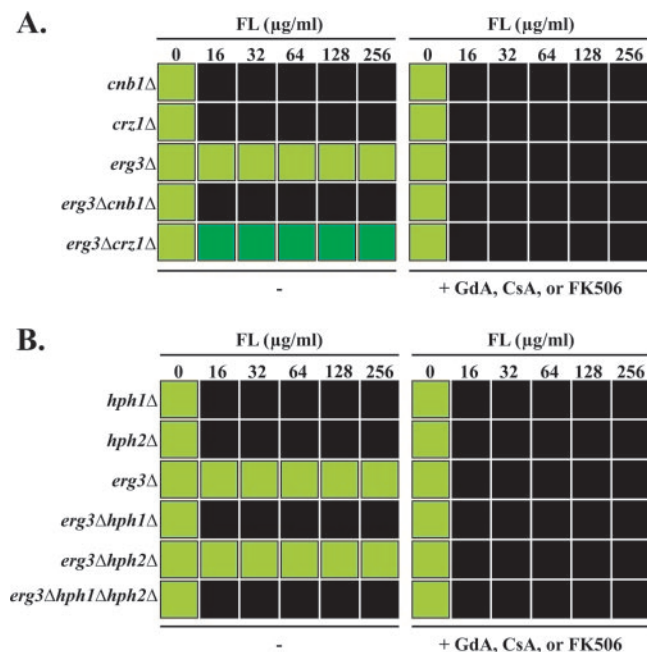 A.
FL (µg/ml) FL (µg/ml)
0 16 32 64 128 256 0 16 32 64 128 256
cnb1Δ
crz1Δ
erg3Δ
erg3Δcnb1Δ
erg3Δcrz1Δ
- + GdA, CsA, or FK506
B.
FL (µg/ml) FL (µg/ml)
0 16 32 64 128 256 0 16 32 64 128 256
hph1Δ
hph2Δ
erg3Δ
erg3Δhph1Δ
erg3Δhph2Δ
erg3Δhph1Δhph2Δ
- + GdA, CsA, or FK506